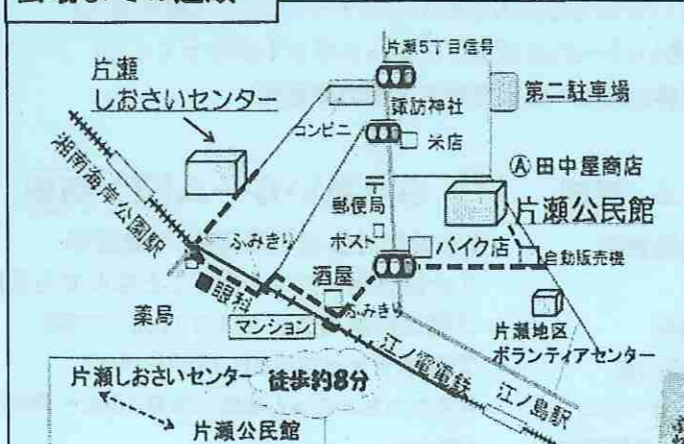 片瀬5丁目信号
片瀬
しおさいセンター
諏訪神社
第二駐車場
コンビニ
米店
湘南海岸公園駅
Ⓐ田中屋商店
片瀬公民館
〒
郵便局
ふみきり
ポスト
バイク店
自動販売機
酒屋
眼科
薬局
ふみきり
マンション
片瀬地区
ボランティアセンター
江ノ電電鉄
江ノ島駅
片瀬しおさいセンター
徒歩約8分
片瀬公民館